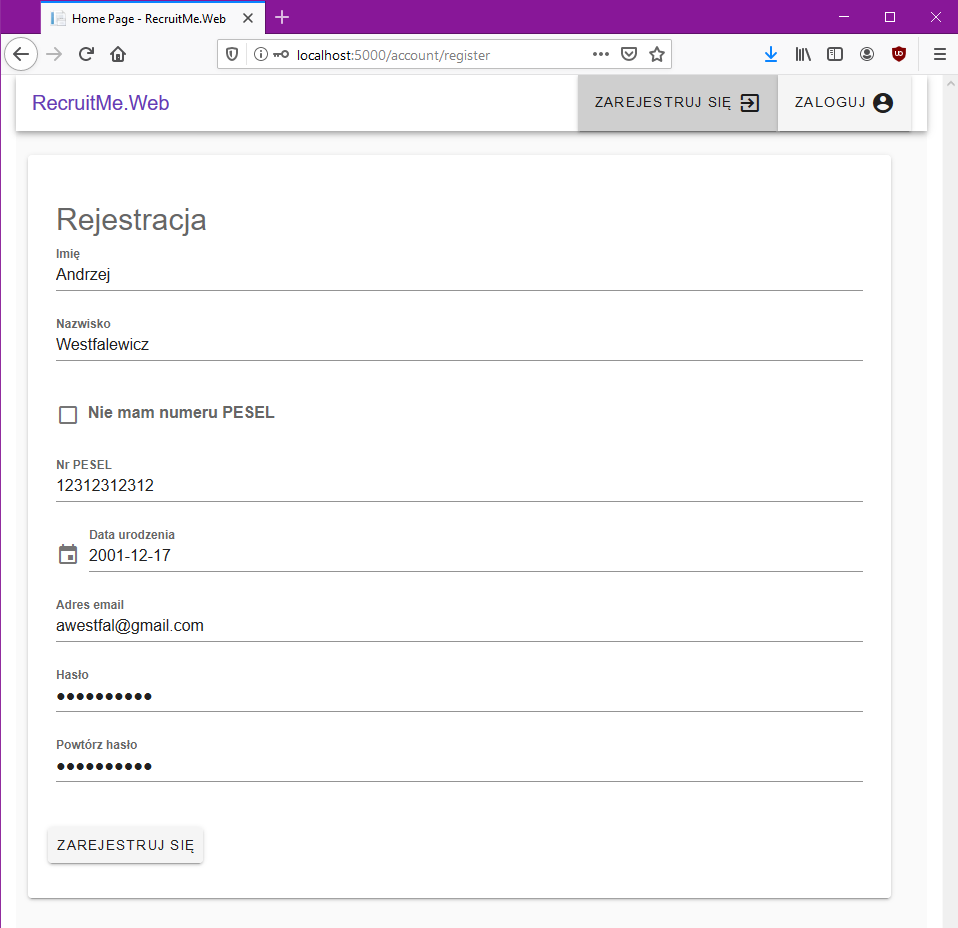 Home Page - RecruitMe.Web
localhost:5000/account/register
RecruitMe.Web
ZAREJESTRUJ SIĘ
ZALOGUJ
Rejestracja
Imię
Andrzej
Nazwisko
Westfalewicz
Nie mam numeru PESEL
Nr PESEL
12312312312
Data urodzenia
2001-12-17
Adres email
awestfal@gmail.com
Hasło
●●●●●●●●●●
Powtórz hasło
●●●●●●●●●●
ZAREJESTRUJ SIĘ